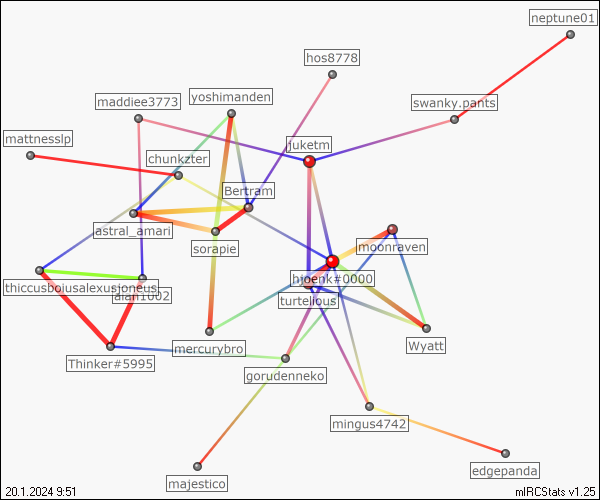 neptune01
hos8778
yoshimanden
maddiee3773
swanky.pants
mattnesslp
juketm
chunkzter
Bertram
astral_amari
sorapie
moonraven
hjoenk#0000
thiccusboiusalexusjoneus
alan1002
turtelious
mercurybro
Wyatt
Thinker#5995
gorudenneko
mingus4742
edgepanda
majestico
20.1.2024 9:51
mIRCStats v1.25